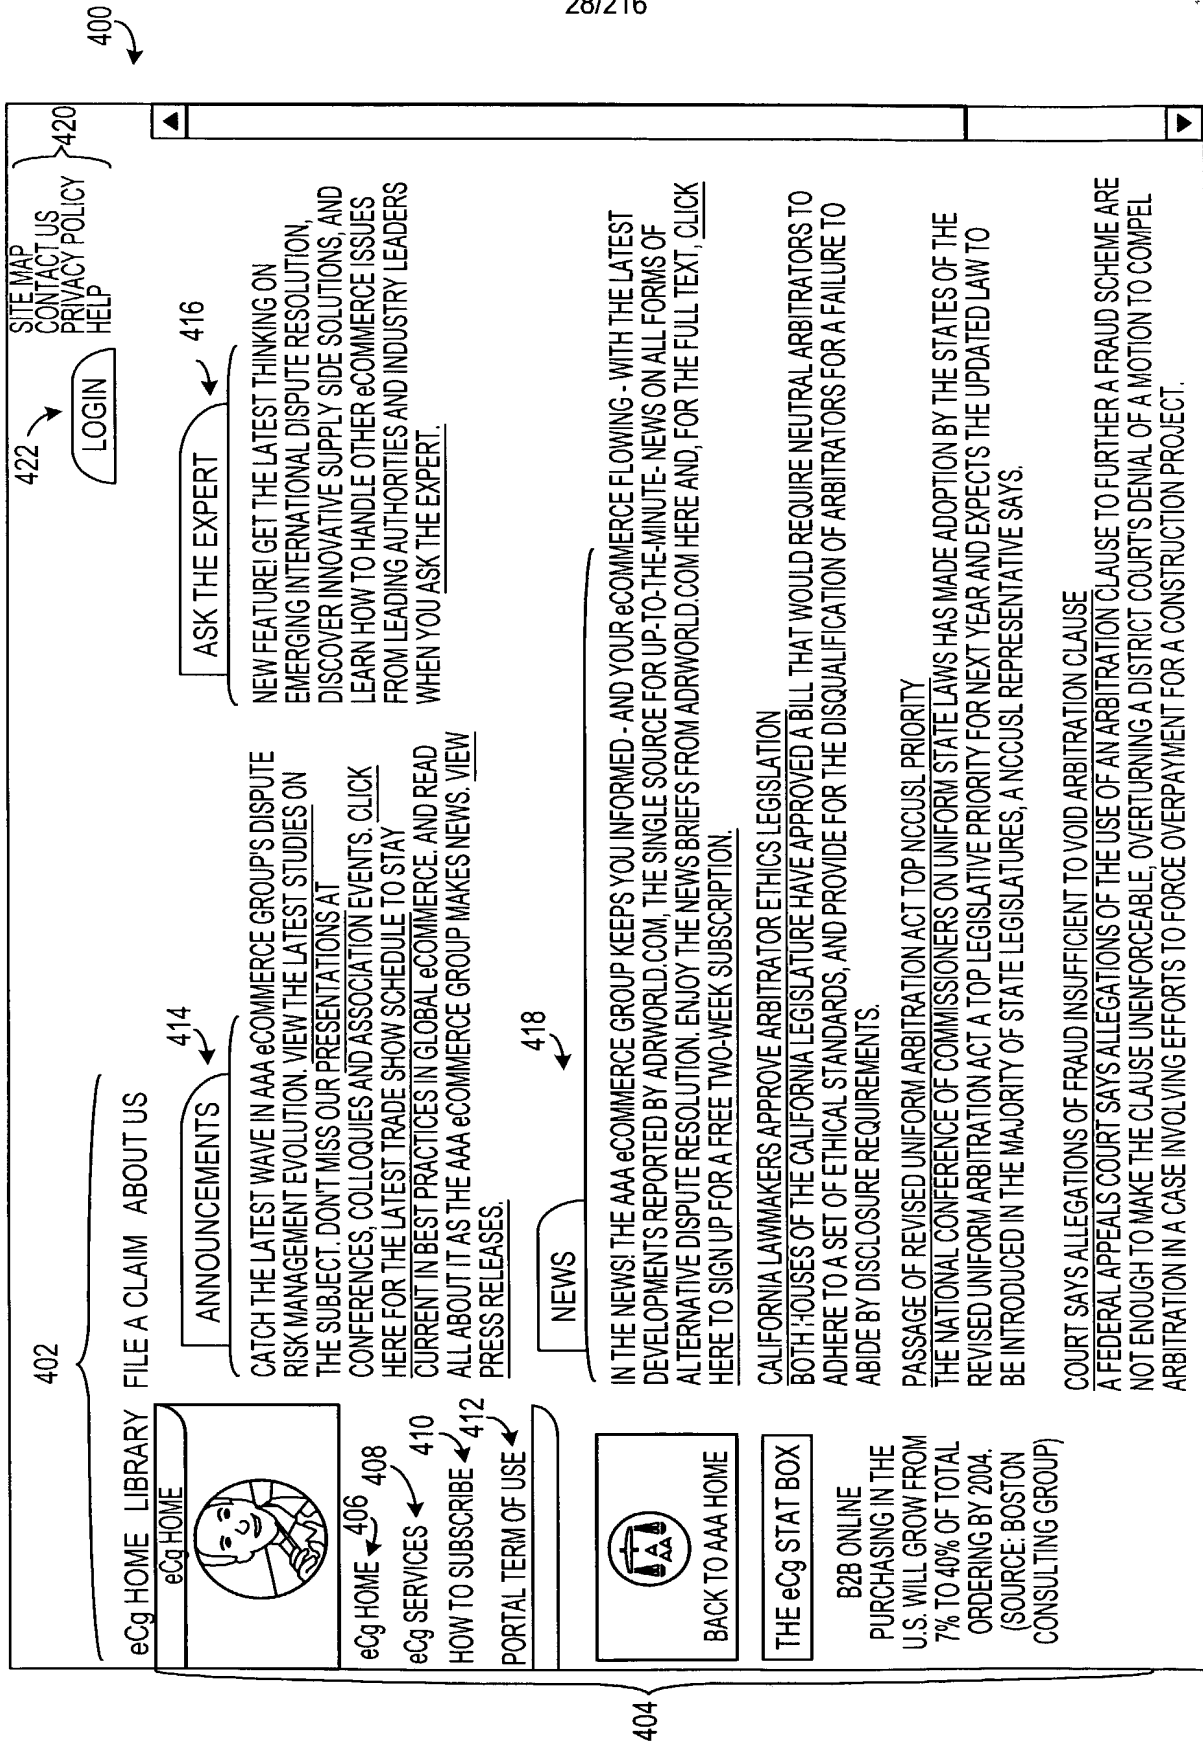 28/216
400
402
422
SITE MAP
CONTACT US
PRIVACY POLICY
HELP
420
LOGIN
eCg HOME LIBRARY FILE A CLAIM ABOUT US
eCg HOME
404
eCg HOME 406
eCg SERVICES 408
HOW TO SUBSCRIBE 410
PORTAL TERM OF USE 412
BACK TO AAA HOME
THE eCg STAT BOX
B2B ONLINE
PURCHASING IN THE
U.S. WILL GROW FROM
7% TO 40% OF TOTAL
ORDERING BY 2004.
(SOURCE: BOSTON
CONSULTING GROUP)
ANNOUNCEMENTS
414
CATCH THE LATEST WAVE IN AAA eCOMMERCE GROUP'S DISPUTE
RISK MANAGEMENT EVOLUTION. VIEW THE LATEST STUDIES ON
THE SUBJECT. DON'T MISS OUR PRESENTATIONS AT
CONFERENCES, COLLOQUIES AND ASSOCIATION EVENTS. CLICK
HERE FOR THE LATEST TRADE SHOW SCHEDULE TO STAY
CURRENT IN BEST PRACTICES IN GLOBAL eCOMMERCE. AND READ
ALL ABOUT IT AS THE AAA eCOMMERCE GROUP MAKES NEWS. VIEW
PRESS RELEASES.
ASK THE EXPERT
416
NEW FEATURE! GET THE LATEST THINKING ON
EMERGING INTERNATIONAL DISPUTE RESOLUTION,
DISCOVER INNOVATIVE SUPPLY SIDE SOLUTIONS, AND
LEARN HOW TO HANDLE OTHER eCOMMERCE ISSUES
FROM LEADING AUTHORITIES AND INDUSTRY LEADERS
WHEN YOU ASK THE EXPERT.
NEWS
418
IN THE NEWS! THE AAA eCOMMERCE GROUP KEEPS YOU INFORMED - AND YOUR eCOMMERCE FLOWING - WITH THE LATEST
DEVELOPMENTS REPORTED BY ADRWORLD.COM, THE SINGLE SOURCE FOR UP-TO-THE-MINUTE- NEWS ON ALL FORMS OF
ALTERNATIVE DISPUTE RESOLUTION. ENJOY THE NEWS BRIEFS FROM ADRWORLD.COM HERE AND, FOR THE FULL TEXT, CLICK
HERE TO SIGN UP FOR A FREE TWO-WEEK SUBSCRIPTION.
CALIFORNIA LAWMAKERS APPROVE ARBITRATOR ETHICS LEGISLATION
BOTH HOUSES OF THE CALIFORNIA LEGISLATURE HAVE APPROVED A BILL THAT WOULD REQUIRE NEUTRAL ARBITRATORS TO
ADHERE TO A SET OF ETHICAL STANDARDS, AND PROVIDE FOR THE DISQUALIFICATION OF ARBITRATORS FOR A FAILURE TO
ABIDE BY DISCLOSURE REQUIREMENTS.
PASSAGE OF REVISED UNIFORM ARBITRATION ACT TOP NCCUSL PRIORITY
THE NATIONAL CONFERENCE OF COMMISSIONERS ON UNIFORM STATE LAWS HAS MADE ADOPTION BY THE STATES OF THE
REVISED UNIFORM ARBITRATION ACT A TOP LEGISLATIVE PRIORITY FOR NEXT YEAR AND EXPECTS THE UPDATED LAW TO
BE INTRODUCED IN THE MAJORITY OF STATE LEGISLATURES, A NCCUSL REPRESENTATIVE SAYS.
COURT SAYS ALLEGATIONS OF FRAUD INSUFFICIENT TO VOID ARBITRATION CLAUSE
A FEDERAL APPEALS COURT SAYS ALLEGATIONS OF THE USE OF AN ARBITRATION CLAUSE TO FURTHER A FRAUD SCHEME ARE
NOT ENOUGH TO MAKE THE CLAUSE UNENFORCEABLE, OVERTURNING A DISTRICT COURT'S DENIAL OF A MOTION TO COMPEL
ARBITRATION IN A CASE INVOLVING EFFORTS TO FORCE OVERPAYMENT FOR A CONSTRUCTION PROJECT.